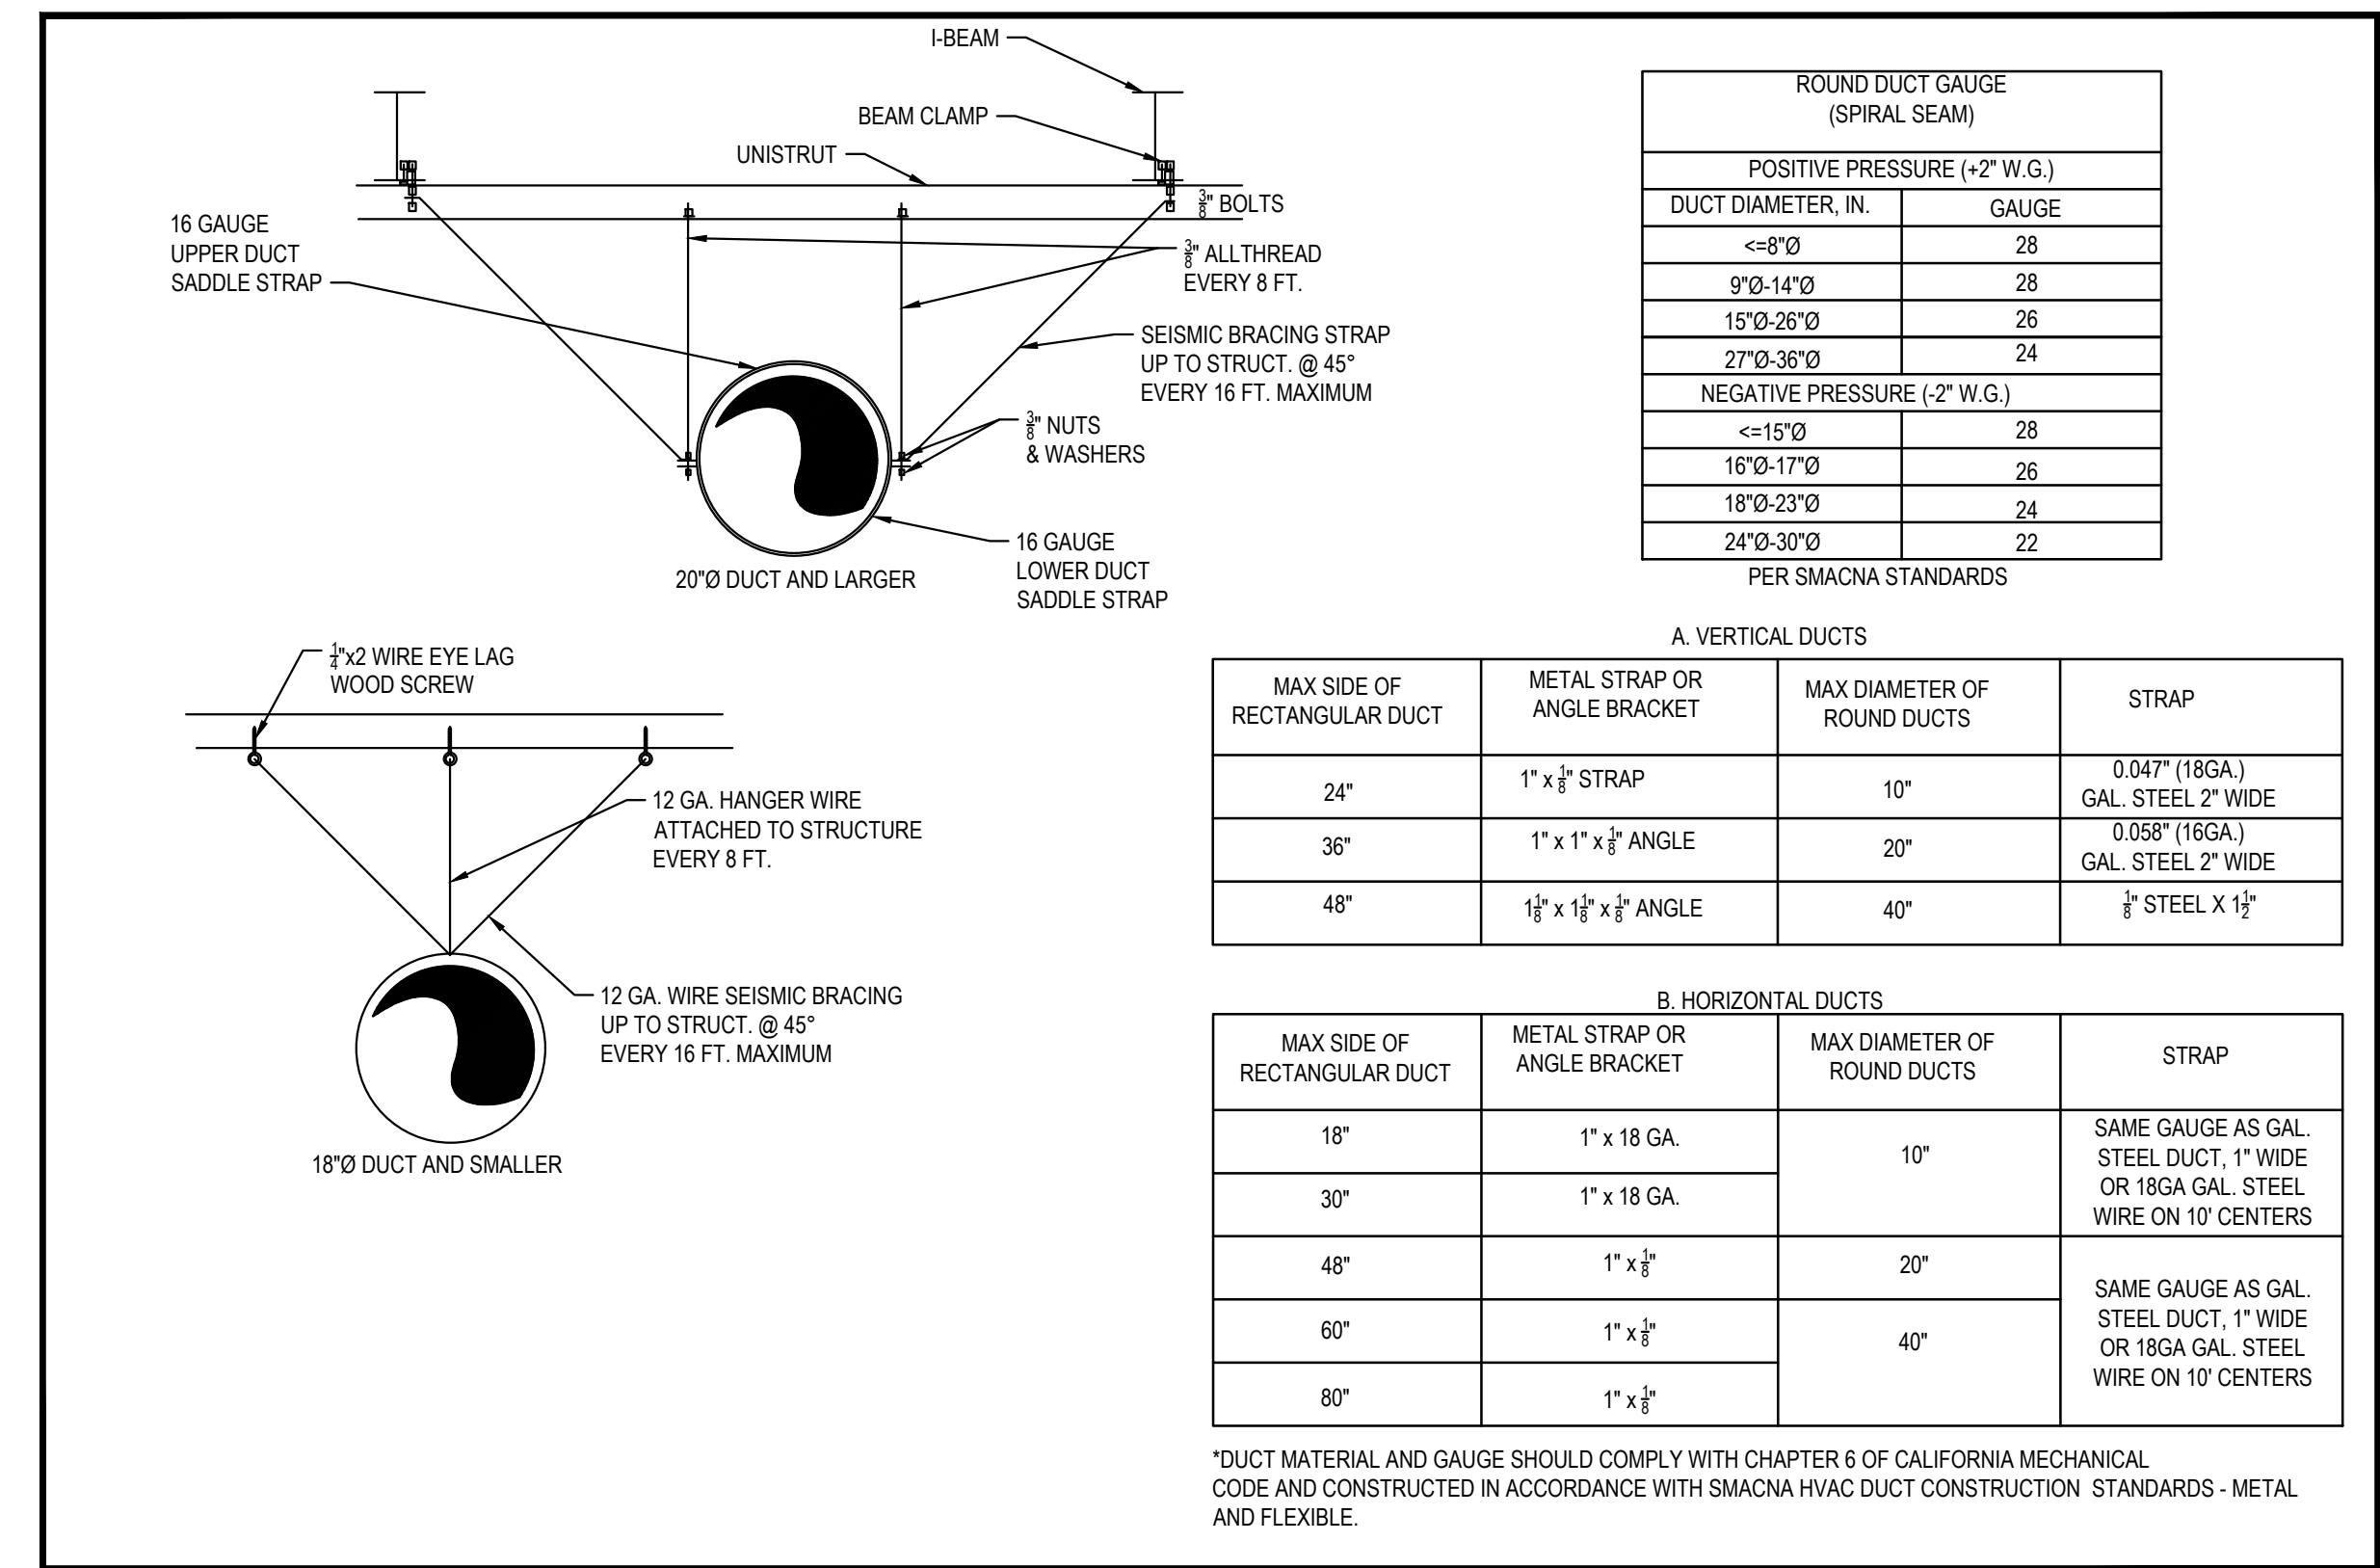 I-BEAM
BEAM CLAMP
UNISTRUT
3/8" BOLTS
16 GAUGE
UPPER DUCT
SADDLE STRAP
3/8" ALLTHREAD
EVERY 8 FT.
SEISMIC BRACING STRAP
UP TO STRUCT. @ 45°
EVERY 16 FT. MAXIMUM
3/8" NUTS
& WASHERS
16 GAUGE
LOWER DUCT
SADDLE STRAP
20"Ø DUCT AND LARGER
1/4"x2 WIRE EYE LAG
WOOD SCREW
12 GA. HANGER WIRE
ATTACHED TO STRUCTURE
EVERY 8 FT.
12 GA. WIRE SEISMIC BRACING
UP TO STRUCT. @ 45°
EVERY 16 FT. MAXIMUM
18"Ø DUCT AND SMALLER
ROUND DUCT GAUGE
(SPIRAL SEAM)
POSITIVE PRESSURE (+2" W.G.)
DUCT DIAMETER, IN. GAUGE
<=8"Ø 28
9"Ø-14"Ø 28
15"Ø-26"Ø 26
27"Ø-36"Ø 24
NEGATIVE PRESSURE (-2" W.G.)
<=15"Ø 28
16"Ø-17"Ø 26
18"Ø-23"Ø 24
24"Ø-30"Ø 22
PER SMACNA STANDARDS
A. VERTICAL DUCTS
MAX SIDE OF
RECTANGULAR DUCT
METAL STRAP OR
ANGLE BRACKET
MAX DIAMETER OF
ROUND DUCTS
STRAP
24"
1" x 1/8" STRAP
10"
0.047" (18GA.)
GAL. STEEL 2" WIDE
36"
1" x 1" x 1/8" ANGLE
20"
0.058" (16GA.)
GAL. STEEL 2" WIDE
48"
1 1/8" x 1 1/8" x 1/8" ANGLE
40"
1/8" STEEL X 1 1/2"
B. HORIZONTAL DUCTS
MAX SIDE OF
RECTANGULAR DUCT
METAL STRAP OR
ANGLE BRACKET
MAX DIAMETER OF
ROUND DUCTS
STRAP
18"
1" x 18 GA.
10"
SAME GAUGE AS GAL.
STEEL DUCT, 1" WIDE
OR 18GA GAL. STEEL
WIRE ON 10' CENTERS
30"
1" x 18 GA.
48"
1" x 1/8"
20"
SAME GAUGE AS GAL.
STEEL DUCT, 1" WIDE
OR 18GA GAL. STEEL
WIRE ON 10' CENTERS
60"
1" x 1/8"
40"
80"
1" x 1/8"
*DUCT MATERIAL AND GAUGE SHOULD COMPLY WITH CHAPTER 6 OF CALIFORNIA MECHANICAL
CODE AND CONSTRUCTED IN ACCORDANCE WITH SMACNA HVAC DUCT CONSTRUCTION STANDARDS - METAL
AND FLEXIBLE.